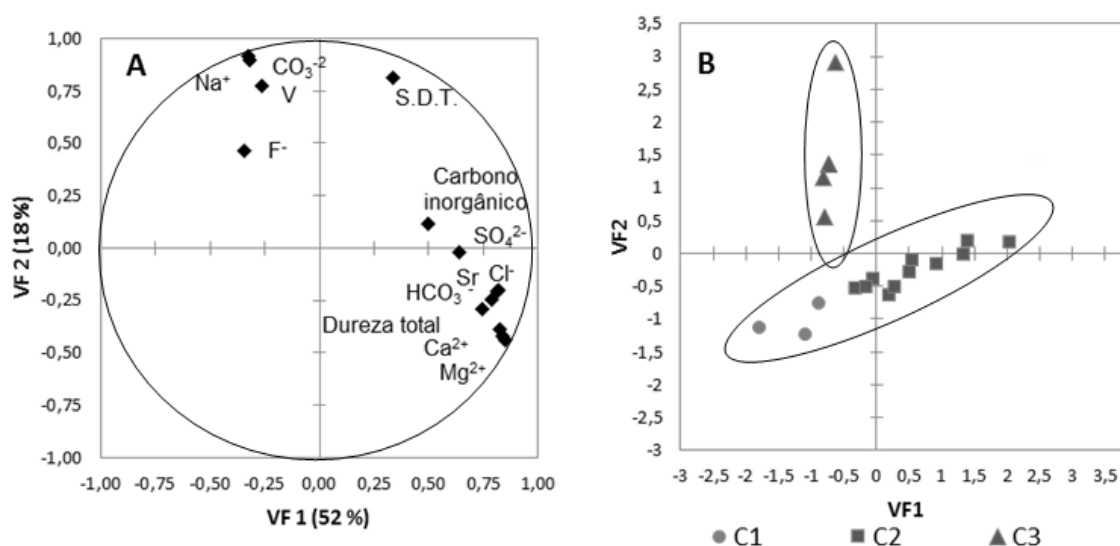 A
1,00
0,75
0,50
0,25
0,00
-0,25
-0,50
-0,75
-1,00
VF 2 (18%)
Na⁺
CO₃⁻²
V
S.D.T.
F⁻
Carbono
inorgânico
SO₄²⁻
Sr Cl⁻
HCO₃⁻
Dureza total
Ca²⁺
Mg²⁺
-1,00 -0,75 -0,50 -0,25 0,00 0,25 0,50 0,75 1,00
VF 1 (52 %)
B
3,5
3
2,5
2
1,5
1
0,5
0
-0,5
-1
-1,5
-2
-2,5
-3
VF2
-3 -2,5 -2 -1,5 -1 -0,5 0 0,5 1 1,5 2 2,5 3 3,5
VF1
C1 C2 C3